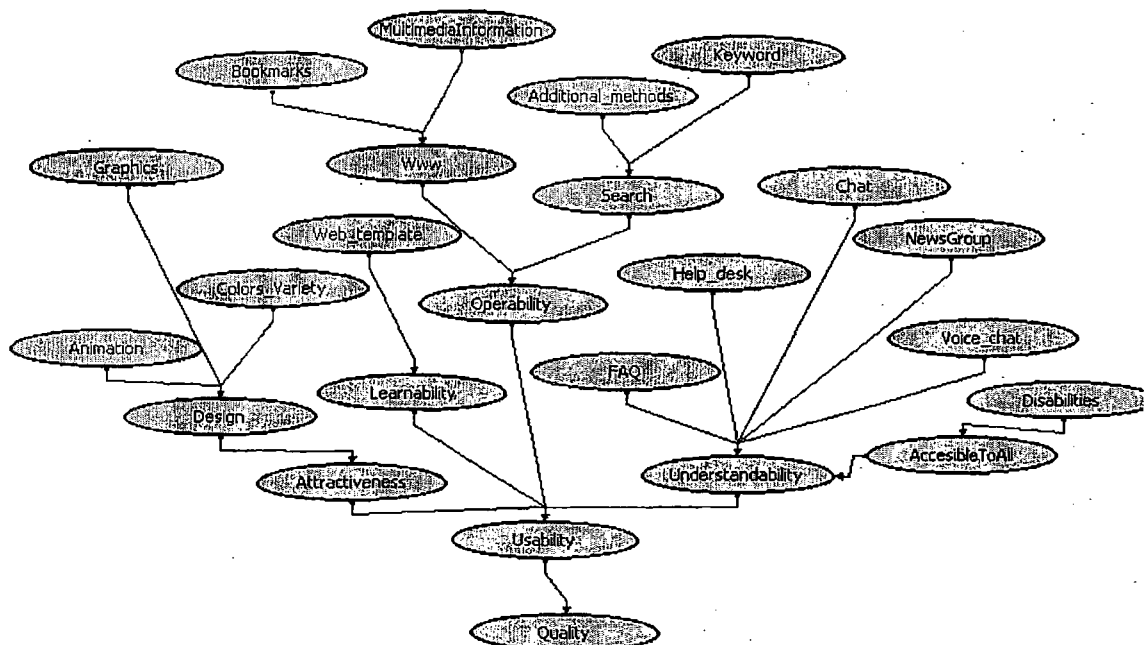 MultimediaInformation
Bookmarks
Keyword
Additional_methods
Graphics
Www
Search
Chat
Web_template
NewsGroup
Help_desk
Colors_Variety
Operability
Animation
Voice_chat
FAQ
Learnability
Disabilities
Design
AccesibleToAll
Attractiveness
Understandability
Usability
Quality